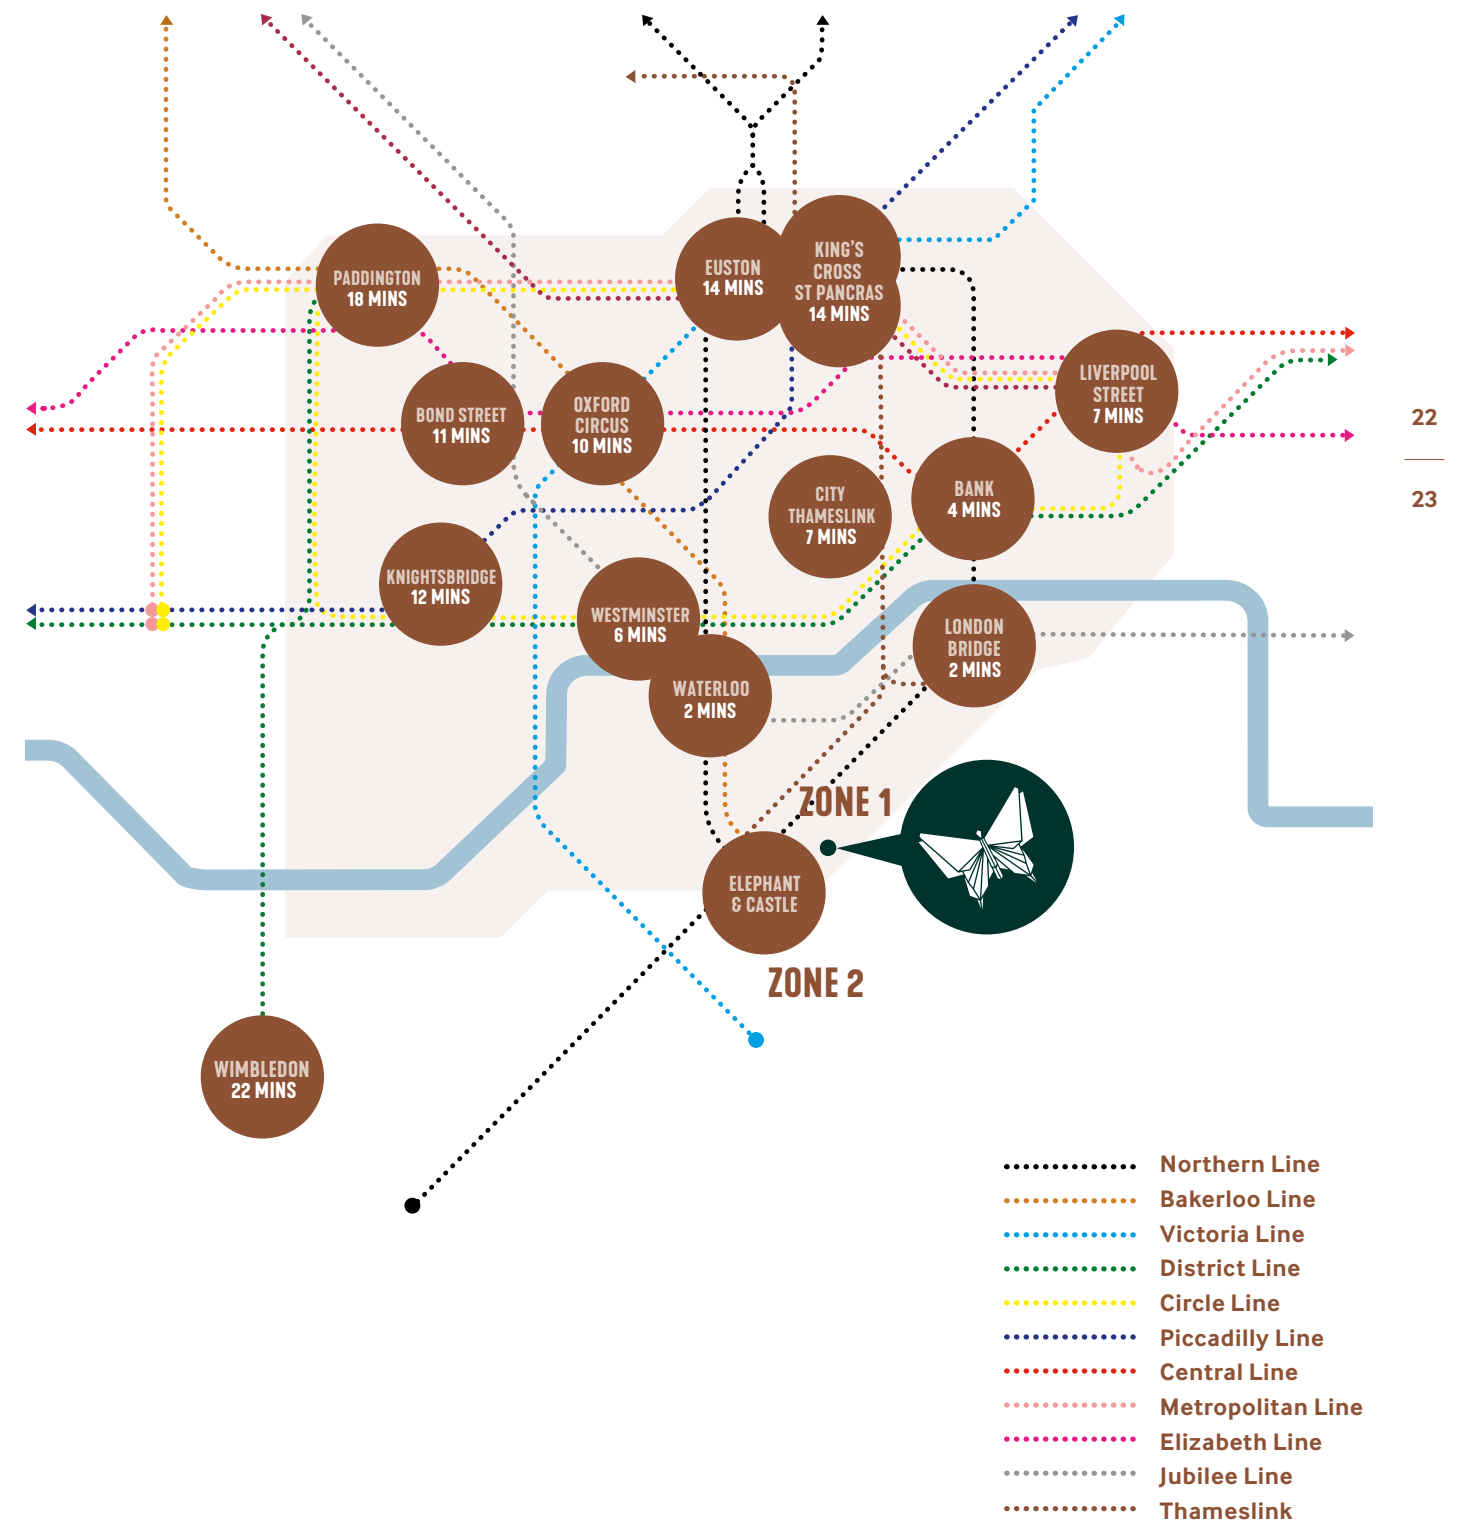 PADDINGTON
18 MINS
EUSTON
14 MINS
KING'S
CROSS
ST PANCRAS
14 MINS
BOND STREET
11 MINS
OXFORD
CIRCUS
10 MINS
LIVERPOOL
STREET
7 MINS
22
23
CITY
THAMESLINK
7 MINS
BANK
4 MINS
KNIGHTSBRIDGE
12 MINS
WESTMINSTER
6 MINS
LONDON
BRIDGE
2 MINS
WATERLOO
2 MINS
ZONE 1
ELEPHANT
& CASTLE
ZONE 2
WIMBLEDON
22 MINS
Northern Line
Bakerloo Line
Victoria Line
District Line
Circle Line
Piccadilly Line
Central Line
Metropolitan Line
Elizabeth Line
Jubilee Line
Thameslink